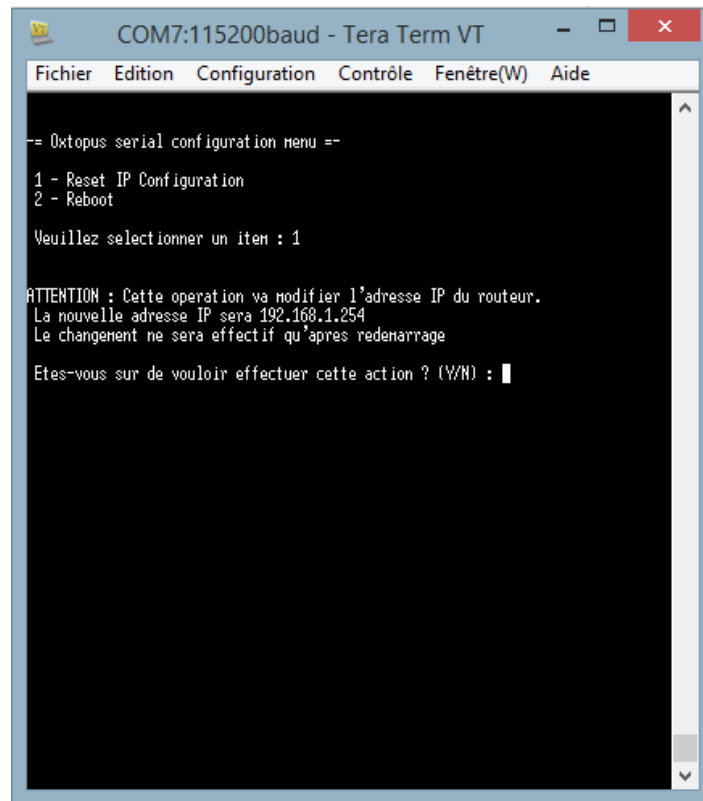 COM7:115200baud - Tera Term VT
Fichier Edition Configuration Contrôle Fenêtre(W) Aide
-= Oxtopus serial configuration menu =-
1 - Reset IP Configuration
2 - Reboot
Veuillez selectionner un item : 1
ATTENTION : Cette operation va modifier l'adresse IP du routeur.
La nouvelle adresse IP sera 192.168.1.254
Le changement ne sera effectif qu'apres redemarrage
Etes-vous sur de vouloir effectuer cette action ? (Y/N) :